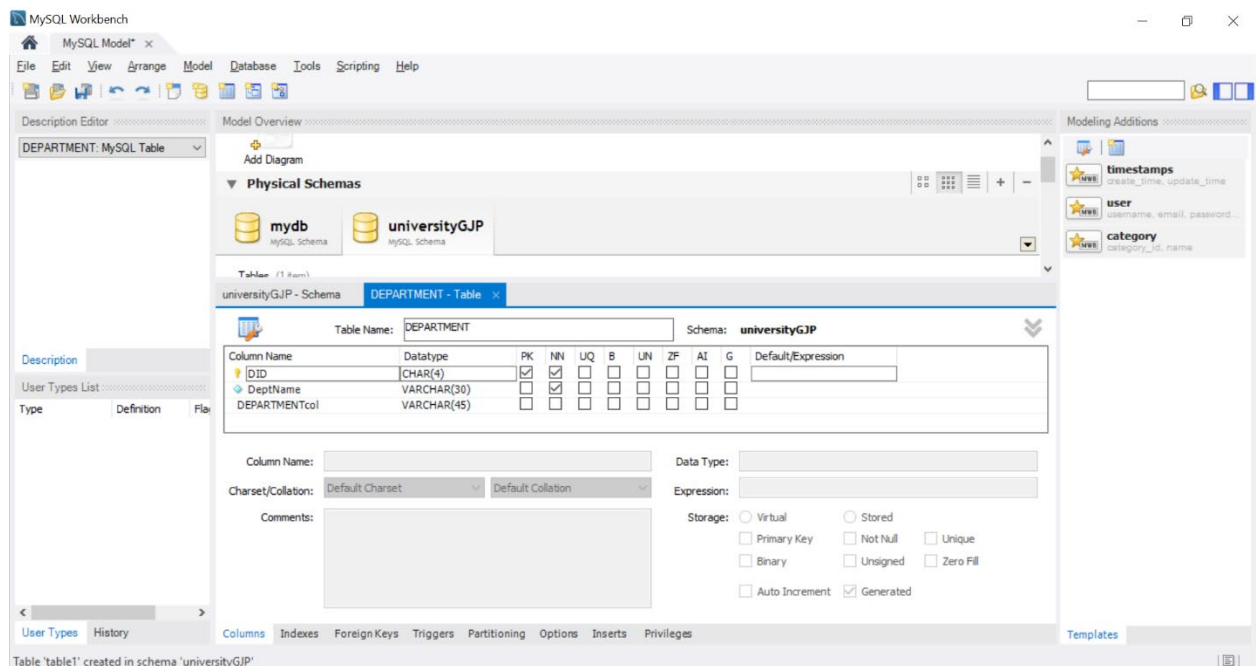 MySQL Workbench
MySQL Model* ×
File Edit View Arrange Model Database Tools Scripting Help
Description Editor
DEPARTMENT: MySQL Table
Description
User Types List
Type Definition Fla
User Types History
Model Overview
Add Diagram
Physical Schemas
mydb
MySQL Schema
universityGJP
MySQL Schema
Tables (1 item)
universityGJP - Schema DEPARTMENT - Table ×
Table Name: DEPARTMENT Schema: universityGJP
Column Name Datatype PK NN UQ B UN ZF AI G Default/Expression
DID CHAR(4)
DeptName VARCHAR(30)
DEPARTMENTcol VARCHAR(45)
Column Name: Data Type:
Charset/Collation: Default Charset Default Collation Expression:
Comments: Storage: Virtual Stored
Primary Key Not Null Unique
Binary Unsigned Zero Fill
Auto Increment Generated
Columns Indexes Foreign Keys Triggers Partitioning Options Inserts Privileges
Modeling Additions
MWB timestamps
create_time, update_time
MWB user
username, email, password...
MWB category
category_id, name
Templates
Table 'table1' created in schema 'universityGJP'